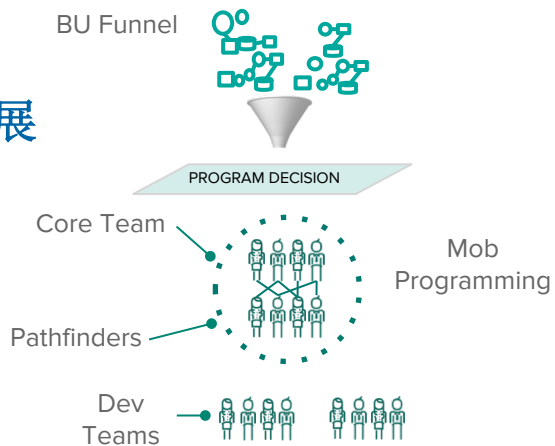 BU Funnel
展
PROGRAM DECISION
Core Team
Mob
Programming
Pathfinders
Dev
Teams